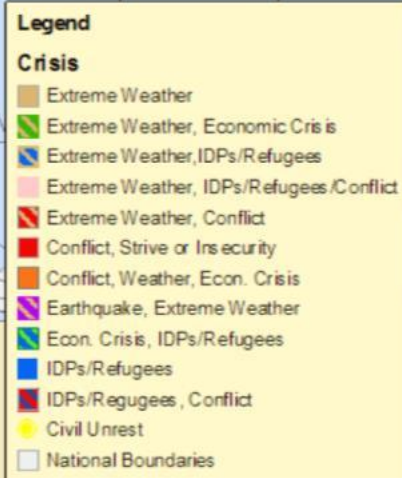 Legend
Crisis
Extreme Weather
Extreme Weather, Economic Crisis
Extreme Weather,IDPs/Refugees
Extreme Weather, IDPs/Refugees/Conflict
Extreme Weather, Conflict
Conflict, Strive or Insecurity
Conflict, Weather, Econ. Crisis
Earthquake, Extreme Weather
Econ. Crisis, IDPs/Refugees
IDPs/Refugees
IDPs/Regugees, Conflict
Civil Unrest
National Boundaries